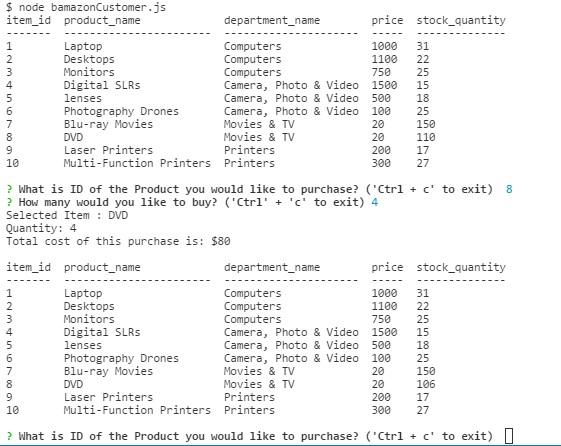 $ node bamazonCustomer.js
item_id  product_name             department_name        price  stock_quantity
-------  -----------------------  ---------------------  -----  --------------
1        Laptop                   Computers              1000   31
2        Desktops                 Computers              1100   22
3        Monitors                 Computers              750    25
4        Digital SLRs             Camera, Photo & Video  1500   15
5        lenses                   Camera, Photo & Video  500    18
6        Photography Drones       Camera, Photo & Video  100    25
7        Blu-ray Movies           Movies & TV            20     150
8        DVD                      Movies & TV            20     110
9        Laser Printers           Printers               200    17
10       Multi-Function Printers  Printers               300    27
? What is ID of the Product you would like to purchase? ('Ctrl + c' to exit)  8
? How many would you like to buy? ('Ctrl' + 'c' to exit) 4
Selected Item : DVD
Quantity: 4
Total cost of this purchase is: $80
item_id  product_name             department_name        price  stock_quantity
-------  -----------------------  ---------------------  -----  --------------
1        Laptop                   Computers              1000   31
2        Desktops                 Computers              1100   22
3        Monitors                 Computers              750    25
4        Digital SLRs             Camera, Photo & Video  1500   15
5        lenses                   Camera, Photo & Video  500    18
6        Photography Drones       Camera, Photo & Video  100    25
7        Blu-ray Movies           Movies & TV            20     150
8        DVD                      Movies & TV            20     106
9        Laser Printers           Printers               200    17
10       Multi-Function Printers  Printers               300    27
? What is ID of the Product you would like to purchase? ('Ctrl + c' to exit)